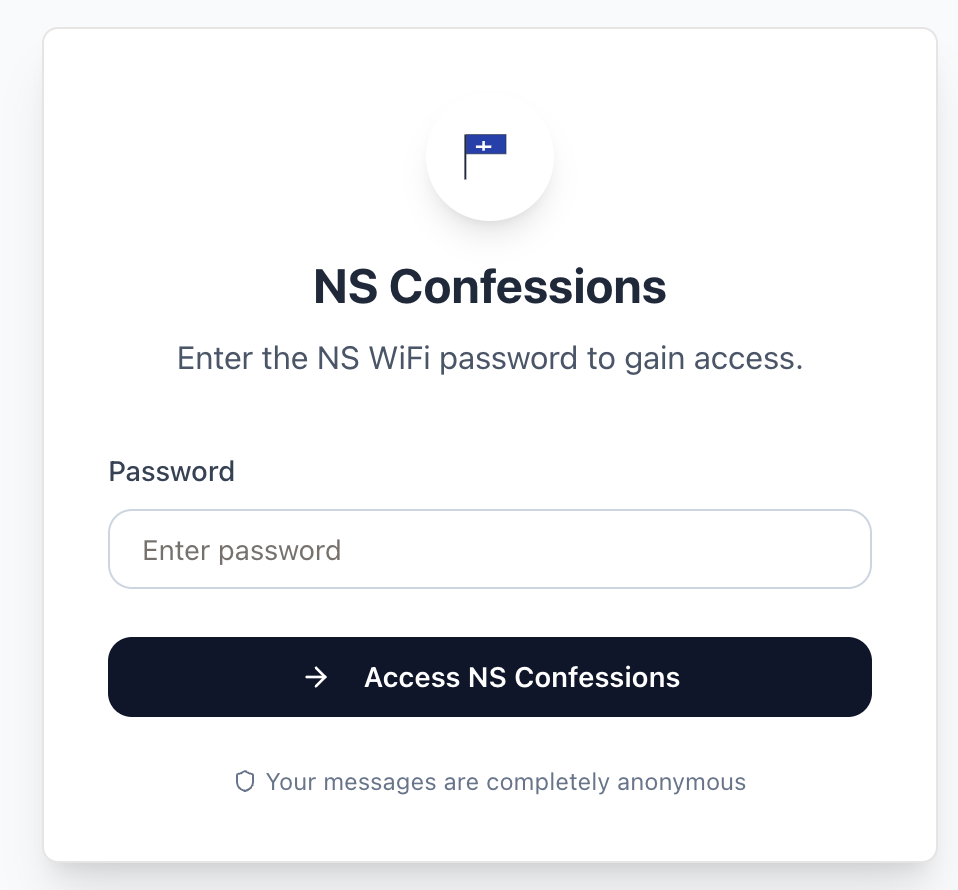 NS Confessions
Enter the NS WiFi password to gain access.
Password
Enter password
Access NS Confessions
Your messages are completely anonymous